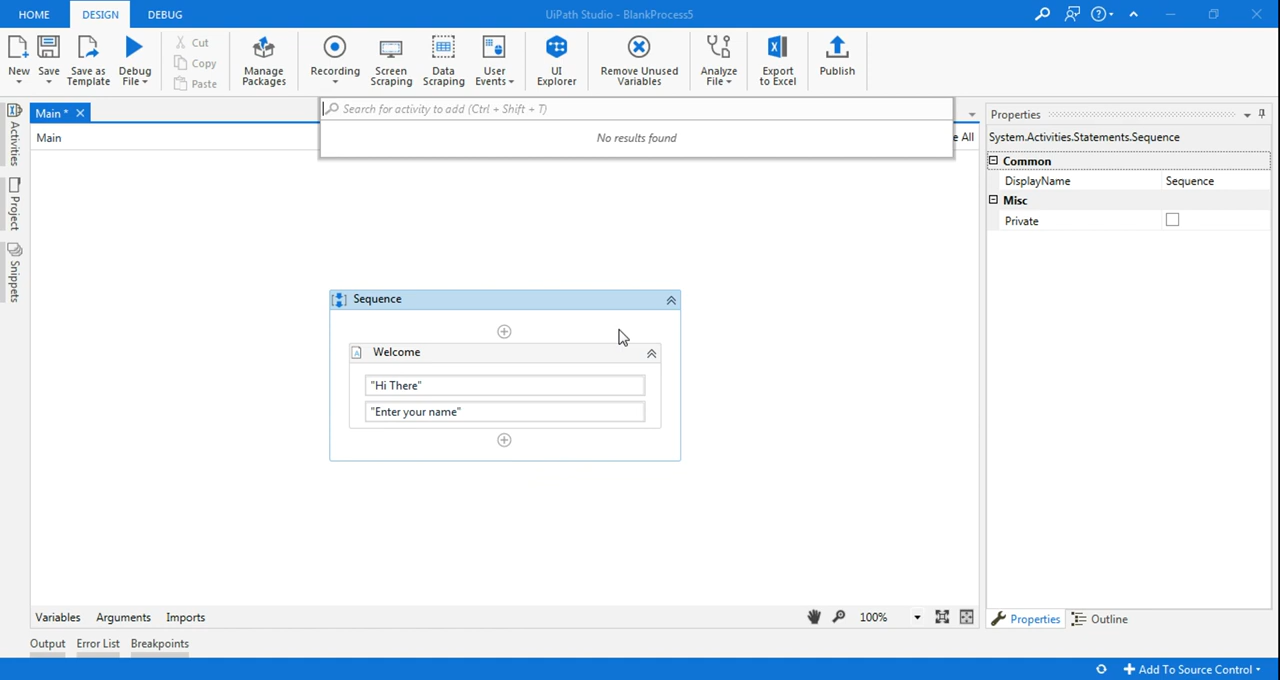 HOME
DESIGN
DEBUG
UiPath Studio - BlankProcess5
New
Save
Save as
Template
Debug
File
Cut
Copy
Paste
Manage
Packages
Recording
Screen
Scraping
Data
Scraping
User
Events
UI
Explorer
Remove Unused
Variables
Analyze
File
Export
to Excel
Publish
Activities
Project
Snippets
Main *
Search for activity to add (Ctrl + Shift + T)
No results found
Main
e All
Sequence
Welcome
"Hi There"
"Enter your name"
Properties
System.Activities.Statements.Sequence
Common
DisplayName Sequence
Misc
Private
Variables Arguments Imports
100%
Properties Outline
Output Error List Breakpoints
Add To Source Control